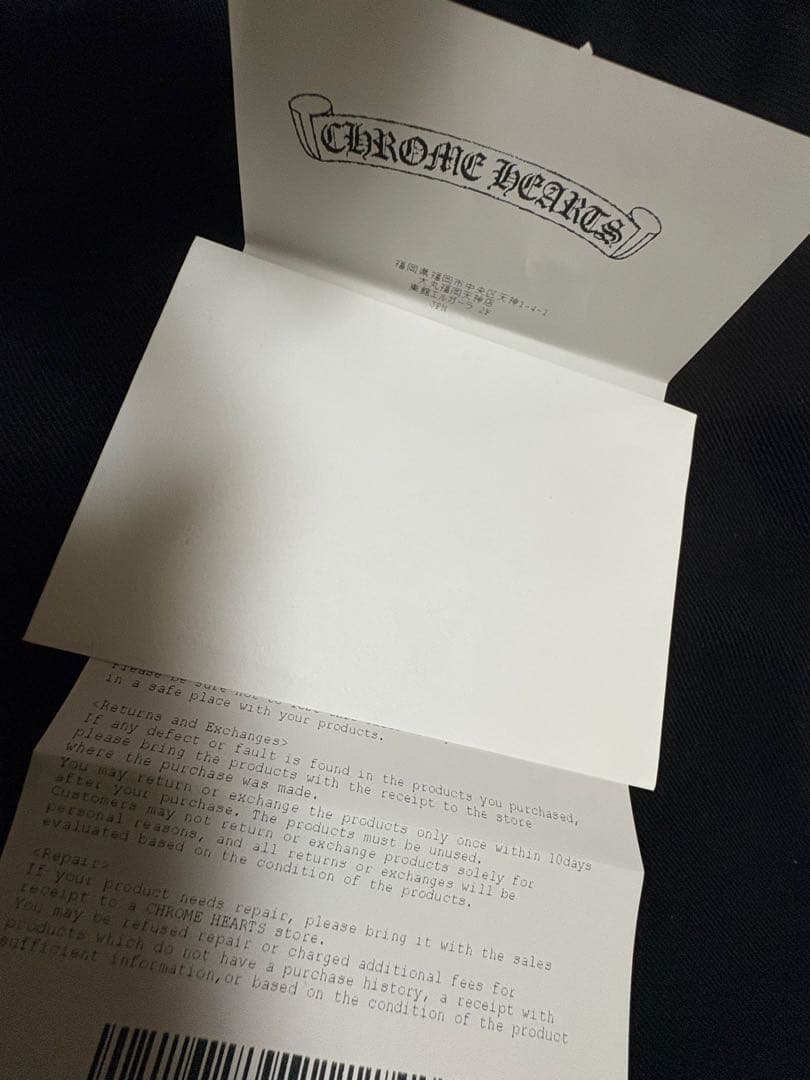 CHROME HEARTS
福岡県福岡市中央区天神1-4-1
大丸福岡天神店
東館エルガーラ 2F
JPN
Please be sure not to
in a safe place with your products.
<Returns and Exchanges>
If any defect or fault is found in the products you purchased,
please bring the products with the receipt to the store
where the purchase was made.
You may return or exchange the products only once within 10days
after your purchase. The products must be unused.
Customers may not return or exchange products solely for
personal reasons, and all returns or exchanges will be
evaluated based on the condition of the products.
<Repair>
If your product needs repair, please bring it with the sales
receipt to a CHROME HEARTS store.
You may be refused repair or charged additional fees for
products which do not have a purchase history, a receipt with
sufficient information,or based on the condition of the product